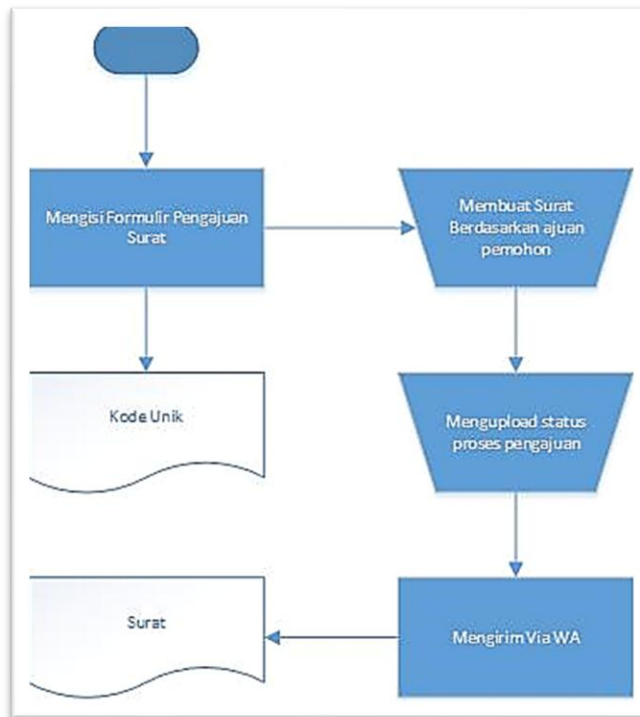 Mengisi Formulir Pengajuan
Surat
Membuat Surat
Berdasarkan ajuan
pemohon
Kode Unik
Mengupload status
proses pengajuan
Surat
Mengirim Via WA